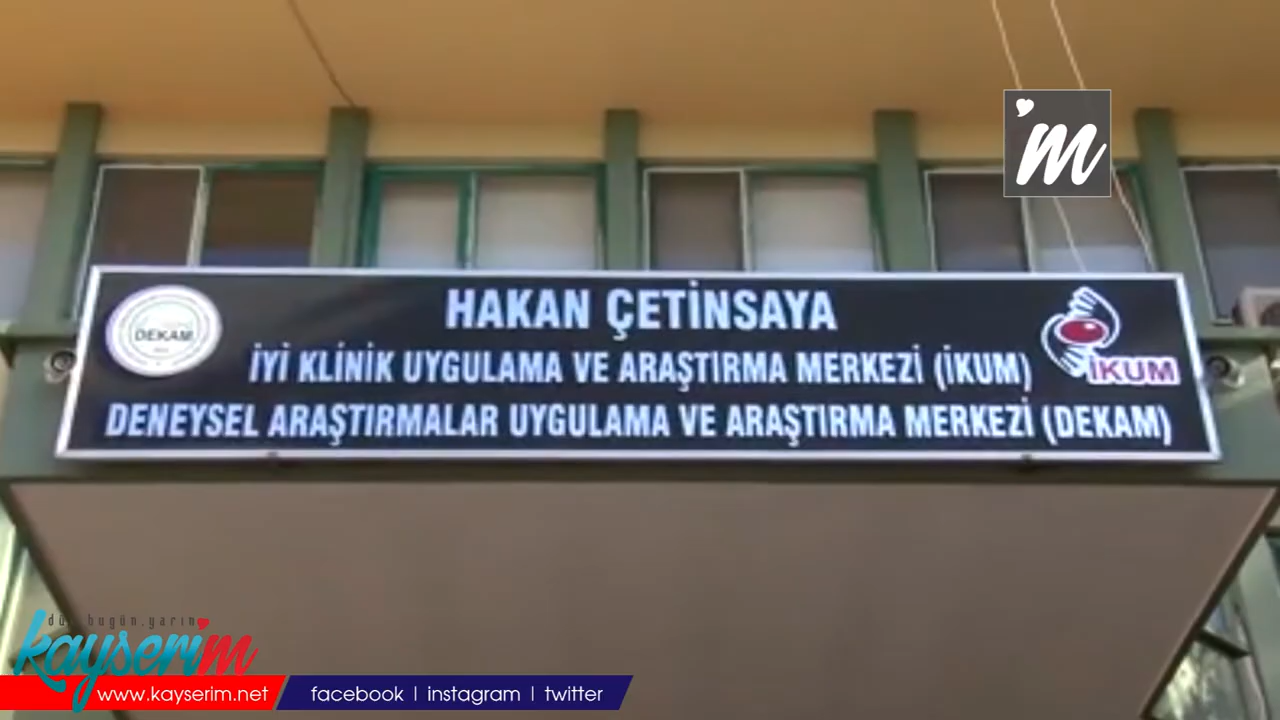 'm
HAKAN ÇETİNSAYA
DEKAM
İYİ KLİNİK UYGULAMA VE ARAŞTIRMA MERKEZİ (İKUM)
İKUM
DENEYSEL ARAŞTIRMALAR UYGULAMA VE ARAŞTIRMA MERKEZİ (DEKAM)
dün.bugün.yarın
kayserim
www.kayserim.net
facebook | instagram | twitter